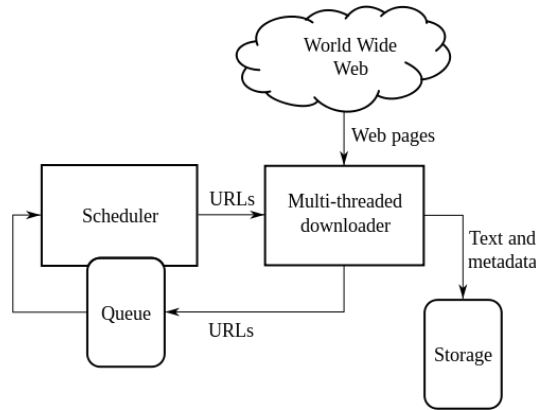 World Wide
Web
Web pages
URLs
Scheduler
Multi-threaded
downloader
Text and
metadata
Queue
URLs
Storage